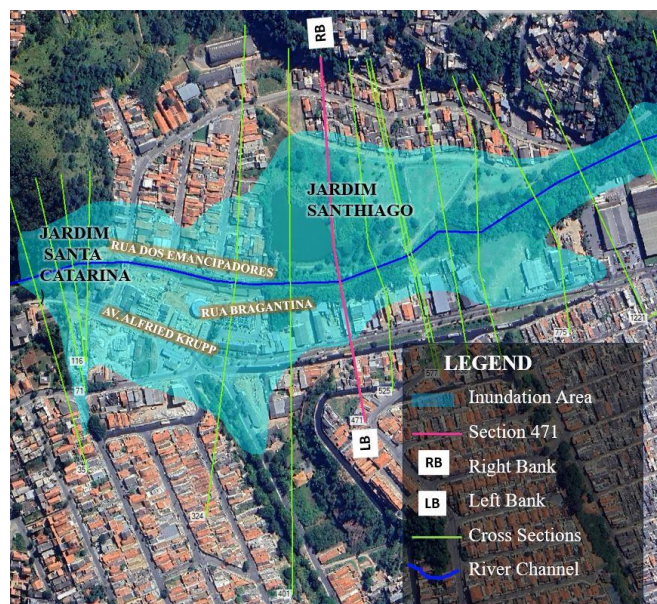 RB
JARDIM
SANTHIAGO
JARDIM
SANTA
CATARINA
RUA DOS EMANCIPADORES
RUA BRAGANTINA
AV. ALFRIED KRUPP
1221
775
116
71
525
471
LB
324
401
LEGEND
Inundation Area
Section 471
RB
Right Bank
LB
Left Bank
Cross Sections
River Channel